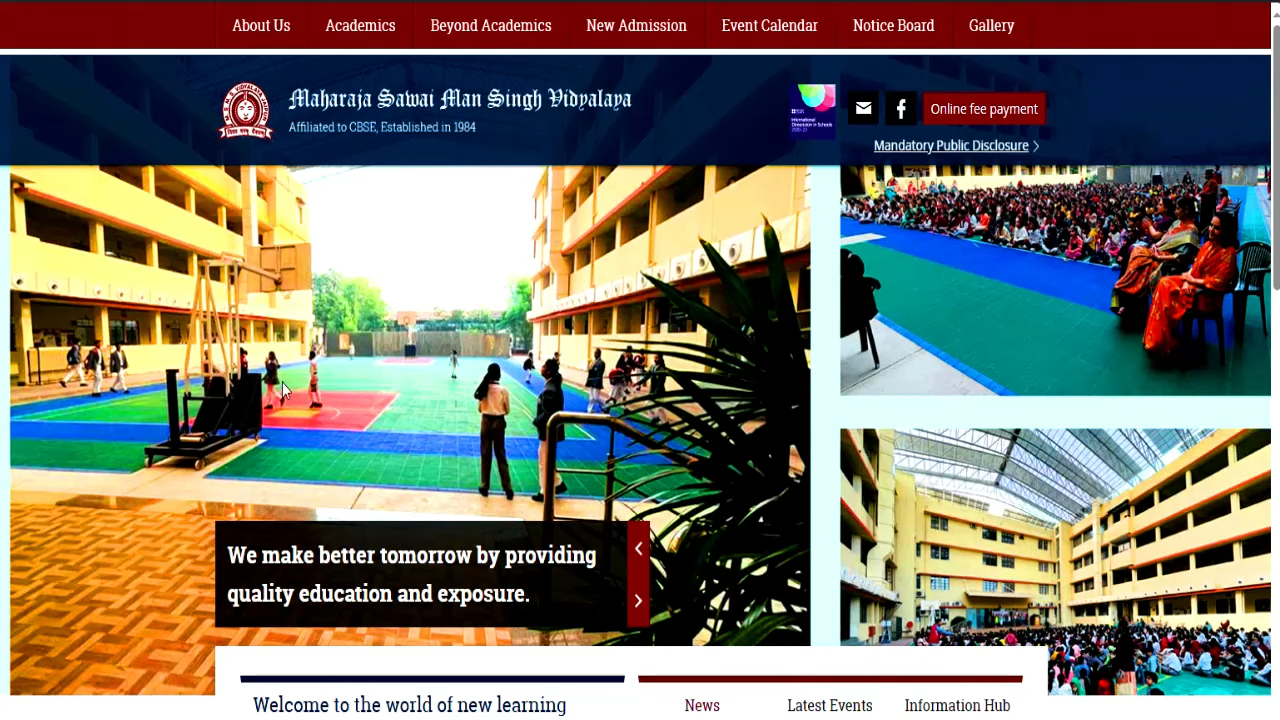 About Us Academics Beyond Academics New Admission Event Calendar Notice Board Gallery
Maharaja Sawai Man Singh Vidyalaya
Affiliated to CBSE, Established in 1984
Online fee payment
Mandatory Public Disclosure
We make better tomorrow by providing
quality education and exposure.
Welcome to the world of new learning
News Latest Events Information Hub